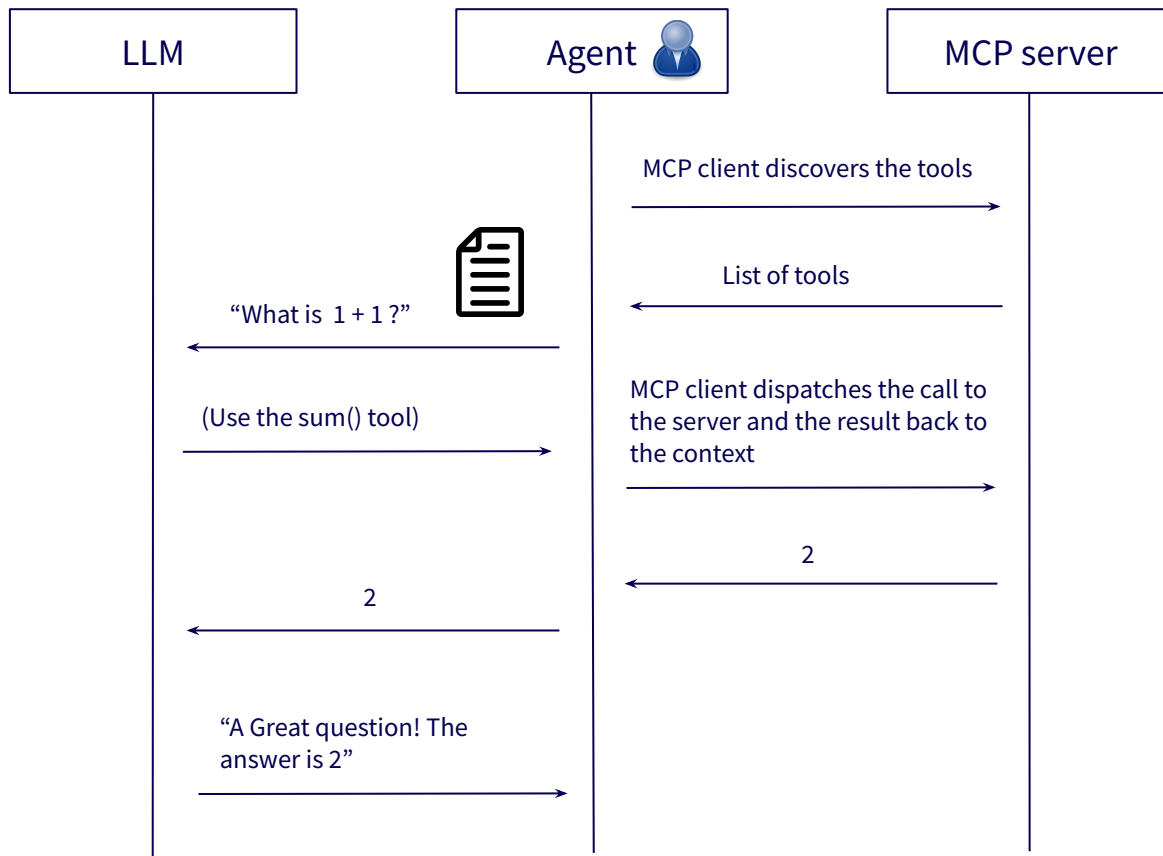 LLM
Agent
MCP server
MCP client discovers the tools
List of tools
“What is 1 + 1 ?”
MCP client dispatches the call to
the server and the result back to
the context
(Use the sum() tool)
2
2
“A Great question! The
answer is 2”